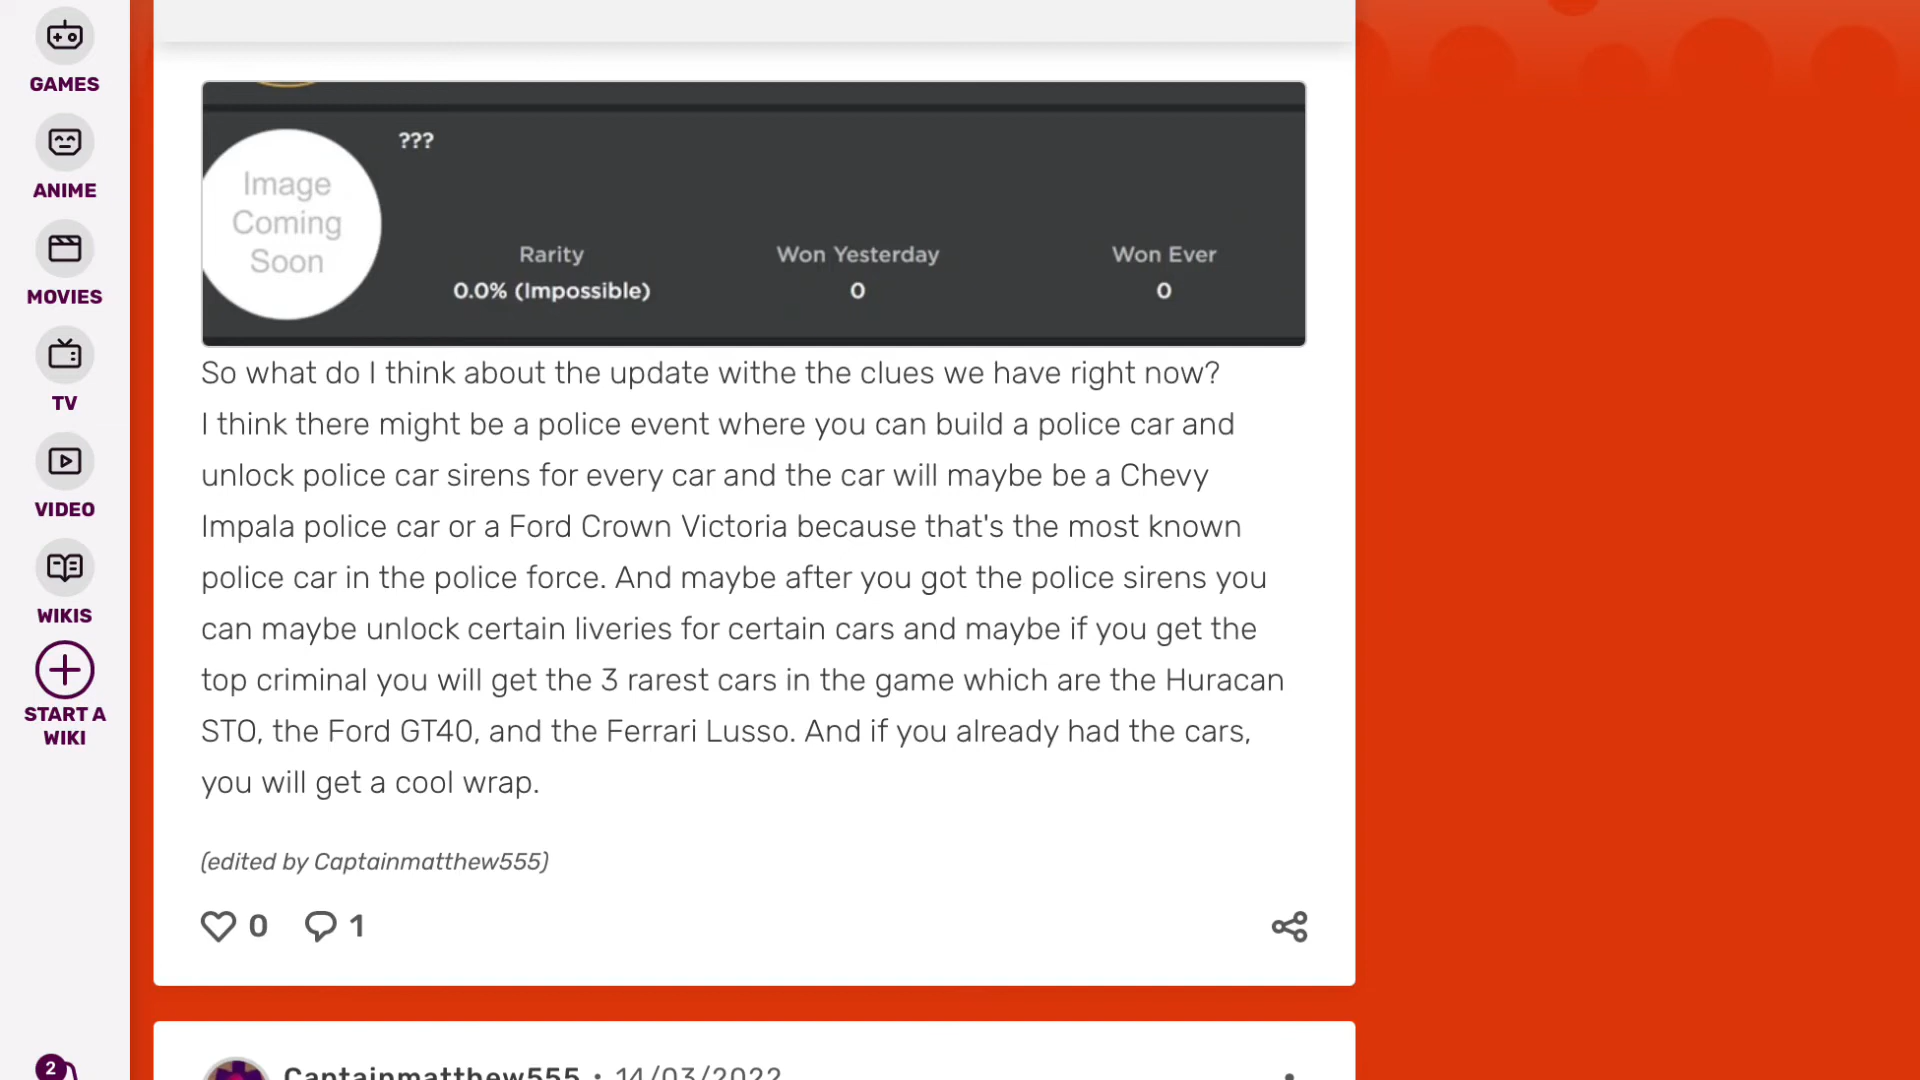 GAMES
ANIME
MOVIES
TV
VIDEO
WIKIS
START A
WIKI
2
???
Image
Coming
Soon
Rarity
Won Yesterday
Won Ever
0.0% (Impossible)
0
0
So what do I think about the update withe the clues we have right now?
I think there might be a police event where you can build a police car and
unlock police car sirens for every car and the car will maybe be a Chevy
Impala police car or a Ford Crown Victoria because that's the most known
police car in the police force. And maybe after you got the police sirens you
can maybe unlock certain liveries for certain cars and maybe if you get the
top criminal you will get the 3 rarest cars in the game which are the Huracan
STO, the Ford GT40, and the Ferrari Lusso. And if you already had the cars,
you will get a cool wrap.
(edited by Captainmatthew555)
0
1
Captainmatthew555 • 14/03/2022